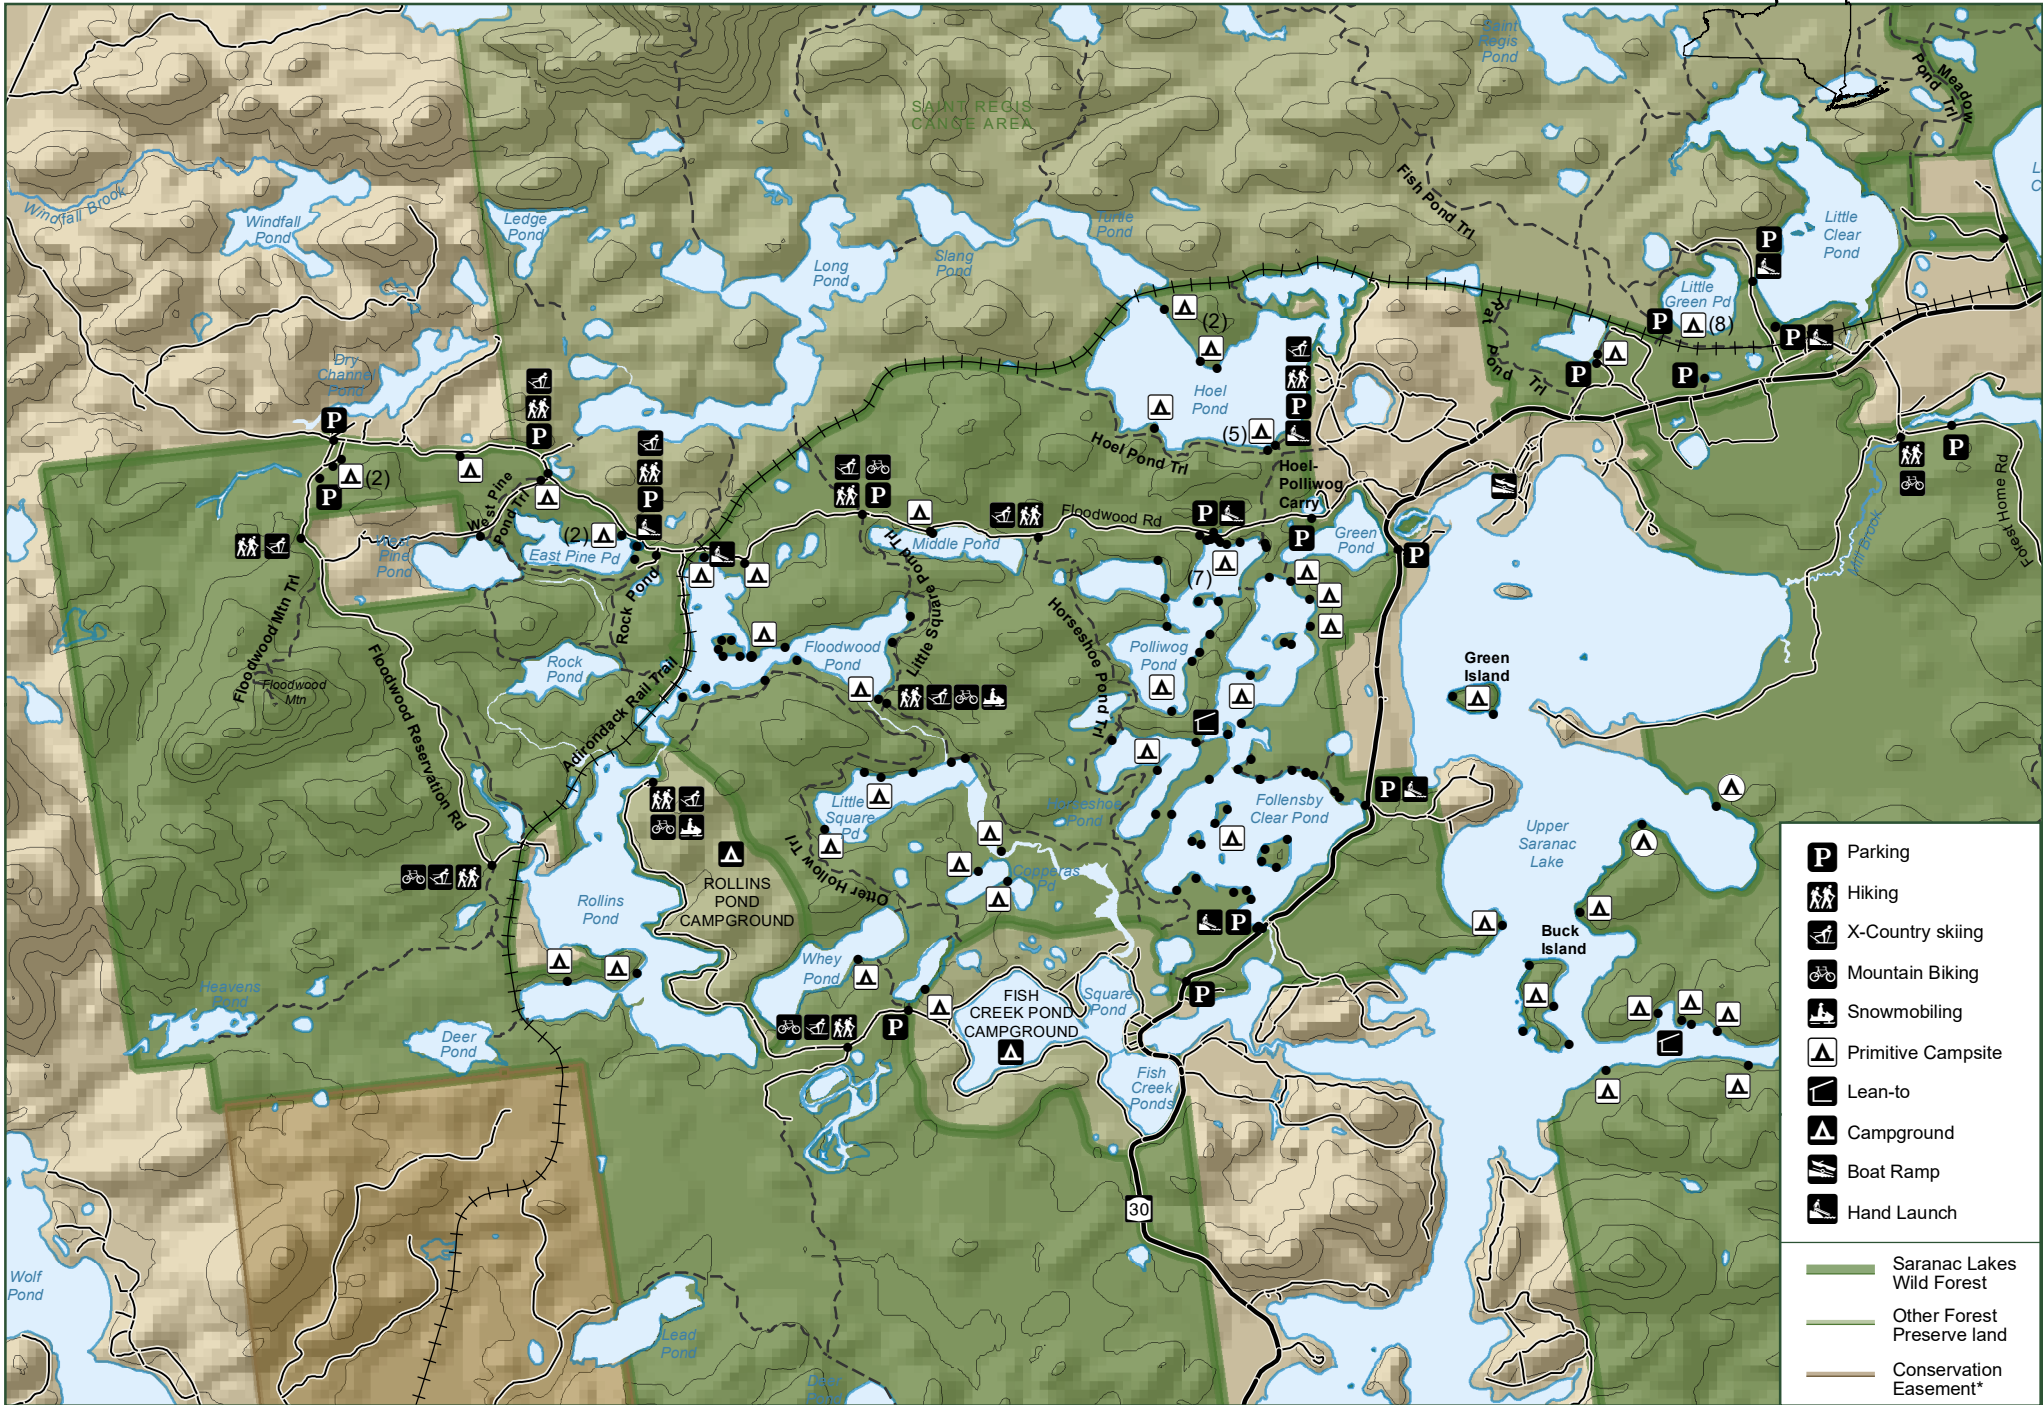 Saint
Regis
Pond
Meadow
Pond Trl
SAINT REGIS
CANOE AREA
Fish Pond Trl
Windfall Brook
Windfall
Pond
Ledge
Pond
Turtle
Pond
Slang
Pond
Long
Pond
Little
Clear
Pond
Little
Green Pd
(8)
(2)
Rat
Pond
Trl
Dry
Channel
Pond
Hoel
Pond
(5)
Hoel Pond Trl
Hoel-
Polliwog
Carry
(2)
West Pine
Pond Trl
Floodwood Rd
Middle Pond
Green
Pond
West
Pine
Pond
(2)
East Pine Pd
(7)
Mill Brook
Forest Home Rd
Rock Pond
Little Square Pond Trl
Horseshoe Pond Trl
Floodwood Mtn Trl
Floodwood
Mtn
Floodwood Reservation Rd
Rock
Pond
Adirondack Rail Trail
Floodwood
Pond
Polliwog
Pond
Green
Island
Little
Square
Pd
Horseshoe
Pond
Follensby
Clear Pond
Upper
Saranac
Lake
Otter Hollow Trl
Copperas
Pd
ROLLINS
POND
CAMPGROUND
Rollins
Pond
Buck
Island
Whey
Pond
Heavens
Pond
Deer
Pond
FISH
CREEK POND
CAMPGROUND
Square
Pond
Fish
Creek
Ponds
30
Wolf
Pond
Lead
Pond
Deer
Pond
P Parking
Hiking
X-Country skiing
Mountain Biking
Snowmobiling
Primitive Campsite
Lean-to
Campground
Boat Ramp
Hand Launch
Saranac Lakes
Wild Forest
Other Forest
Preserve land
Conservation
Easement*